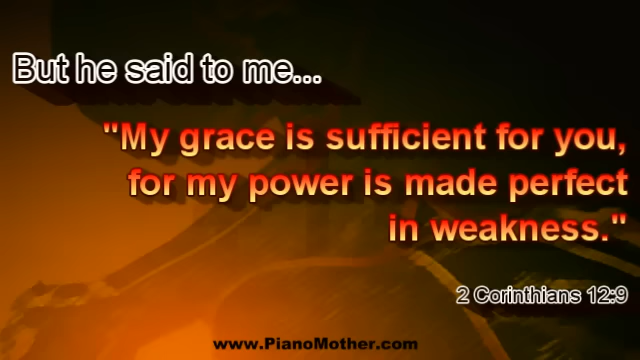 But he said to me...
"My grace is sufficient for you,
for my power is made perfect
in weakness."
2 Corinthians 12:9
www.PianoMother.com